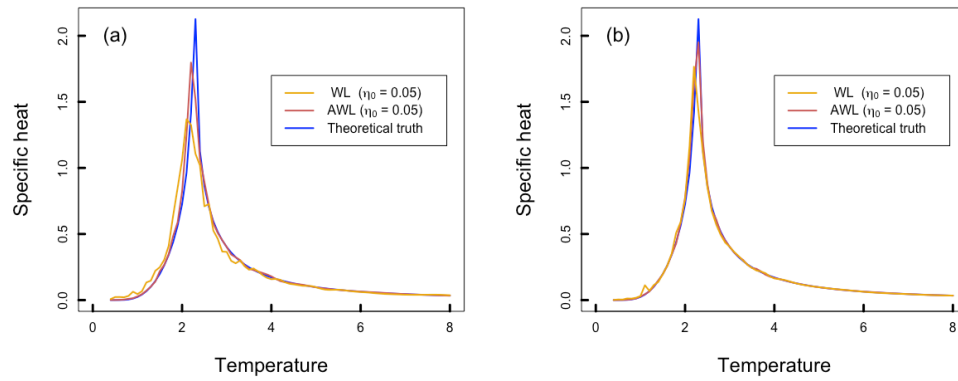 (a)
WL (η₀ = 0.05)
AWL (η₀ = 0.05)
Theoretical truth
Specific heat
0.0
0.5
1.0
1.5
2.0
0
2
4
6
8
Temperature
(b)
WL (η₀ = 0.05)
AWL (η₀ = 0.05)
Theoretical truth
Specific heat
0.0
0.5
1.0
1.5
2.0
0
2
4
6
8
Temperature